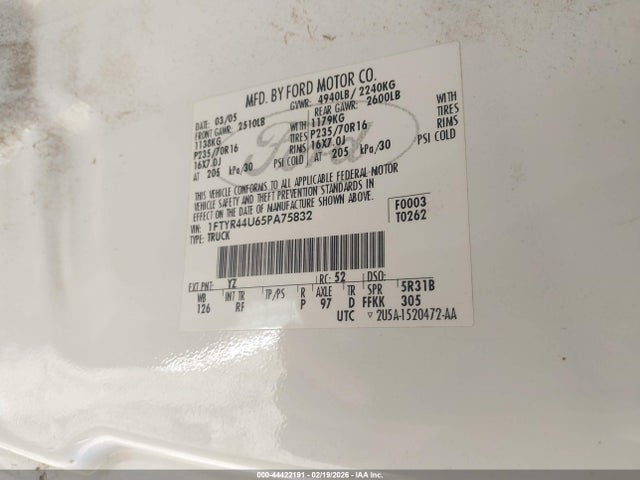 MFD. BY FORD MOTOR CO.
DATE: 03/05 GVWR: 4940LB/ 2240KG
FRONT GAWR: 2510LB REAR GAWR: 2600LB
1138KG WITH 1179KG WITH
P235/70R16 TIRES P235/70R16 TIRES
16X7.0J RIMS 16X7.0J RIMS
AT 205 kPa/30 PSI COLD AT 205 kPa/30 PSI COLD
THIS VEHICLE CONFORMS TO ALL APPLICABLE FEDERAL MOTOR
VEHICLE SAFETY AND THEFT PREVENTION STANDARDS IN
EFFECT ON THE DATE OF MANUFACTURE SHOWN ABOVE.
VIN: 1FTYR44U65PA75832 F0003
TYPE: TRUCK T0262
EXT PNT: YZ RC: 52 DSO:
WB INT TR TP/PS R AXLE TR SPR 5R31B
126 RF P 97 D FFKK 305
UTC ▽ 2U5A-1520472-AA
Ford
000-44422191 - 02/19/2026 - IAA Inc.